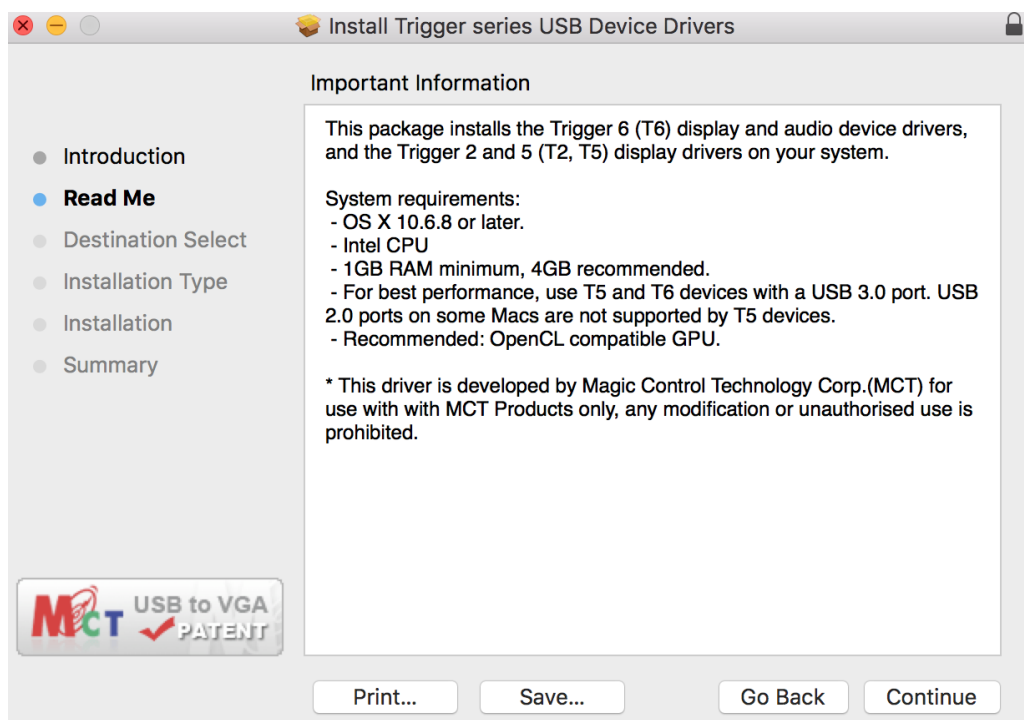 Install Trigger series USB Device Drivers
Important Information
Introduction
Read Me
Destination Select
Installation Type
Installation
Summary
This package installs the Trigger 6 (T6) display and audio device drivers,
and the Trigger 2 and 5 (T2, T5) display drivers on your system.
System requirements:
- OS X 10.6.8 or later.
- Intel CPU
- 1GB RAM minimum, 4GB recommended.
- For best performance, use T5 and T6 devices with a USB 3.0 port. USB
2.0 ports on some Macs are not supported by T5 devices.
- Recommended: OpenCL compatible GPU.
* This driver is developed by Magic Control Technology Corp.(MCT) for
use with with MCT Products only, any modification or unauthorised use is
prohibited.
MCT USB to VGA
PATENT
Print... Save... Go Back Continue